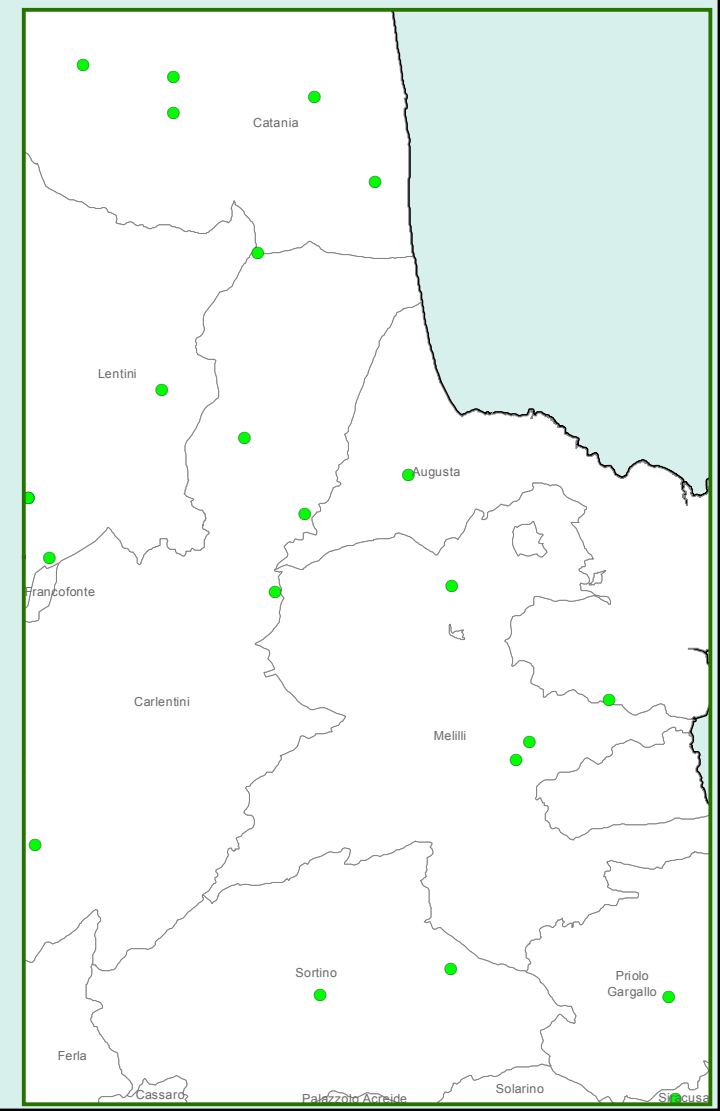 Catania
Lentini
Augusta
Francofonte
Carlentini
Melilli
Sortino
Priolo
Gargallo
Ferla
Cassaro
Palazzolo Acreide
Solarino
Siracusa